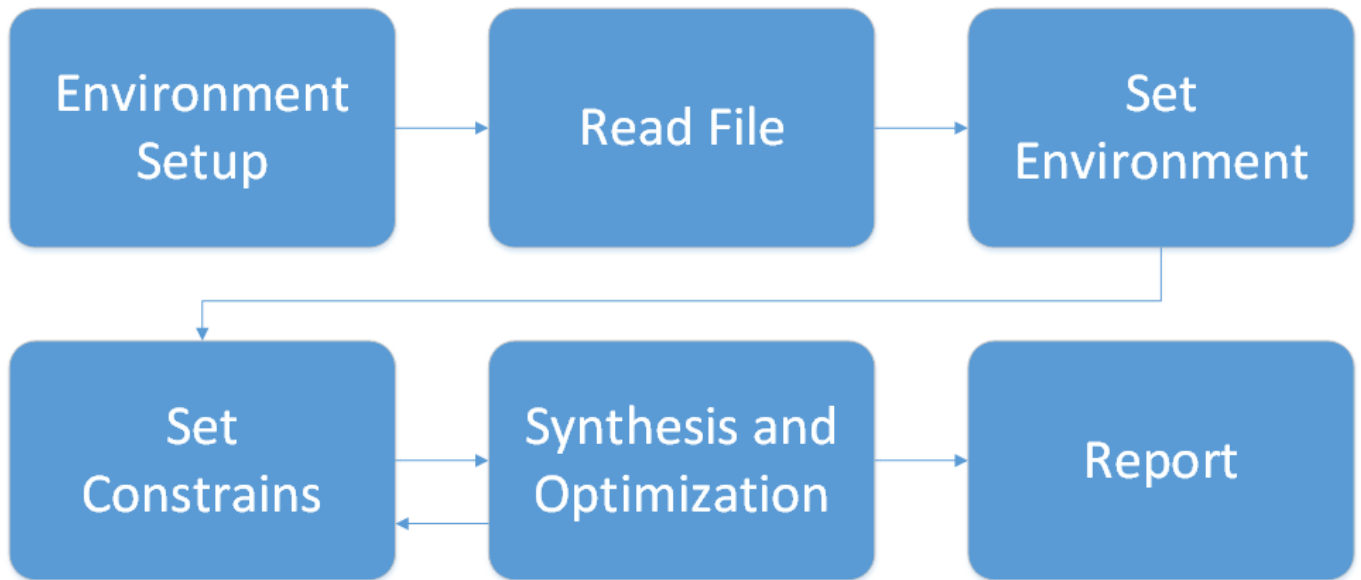 Environment
Setup
Read File
Set
Environment
Set
Constrains
Synthesis and
Optimization
Report